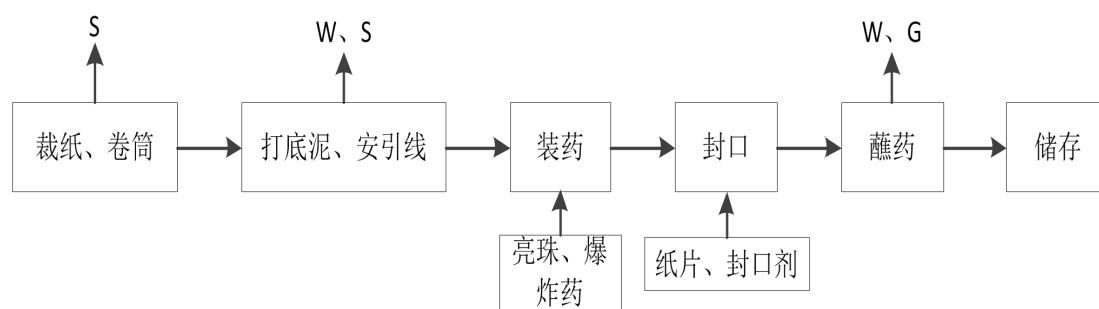 S
W、S
W、G
裁纸、卷筒
打底泥、安引线
装药
封口
蘸药
储存
亮珠、爆
炸药
纸片、封口剂